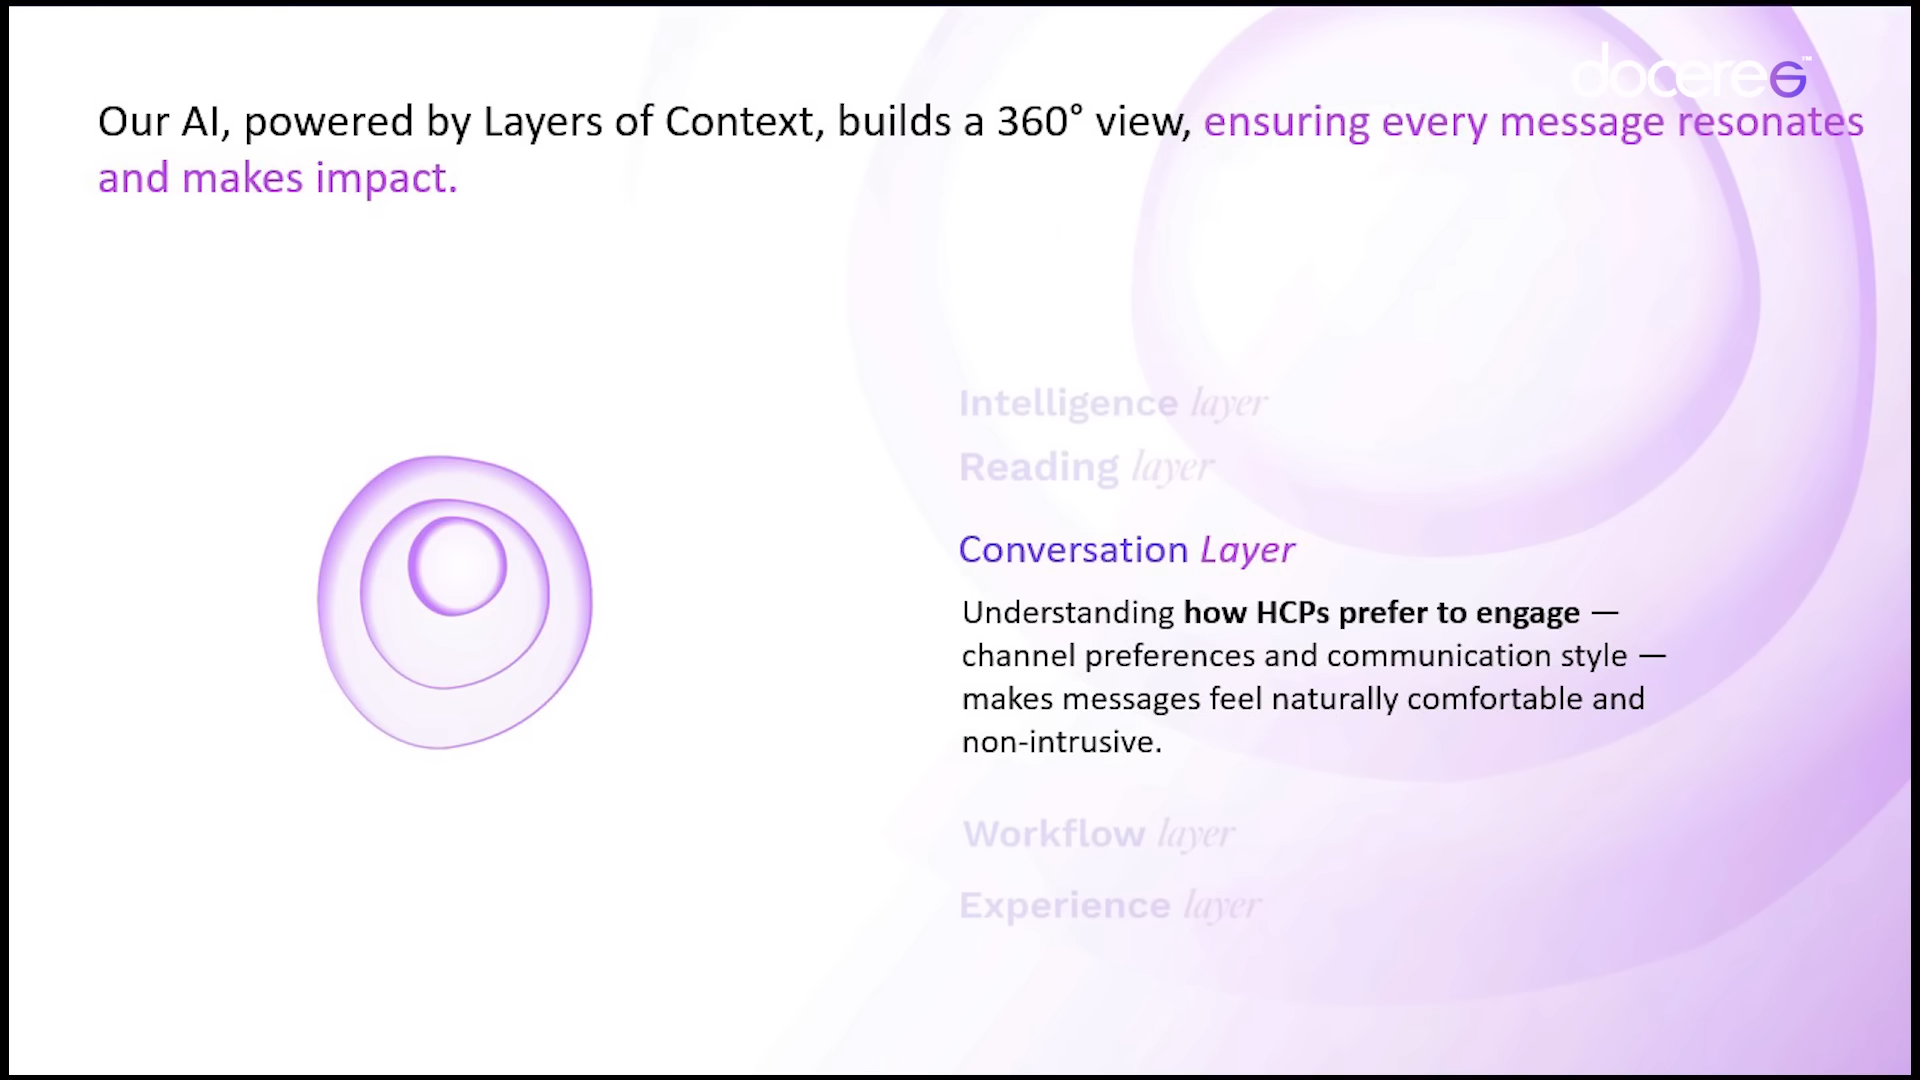 doceree™
Our AI, powered by Layers of Context, builds a 360° view, ensuring every message resonates
and makes impact.
Intelligence layer
Reading layer
Conversation Layer
Understanding how HCPs prefer to engage —
channel preferences and communication style —
makes messages feel naturally comfortable and
non-intrusive.
Workflow layer
Experience layer